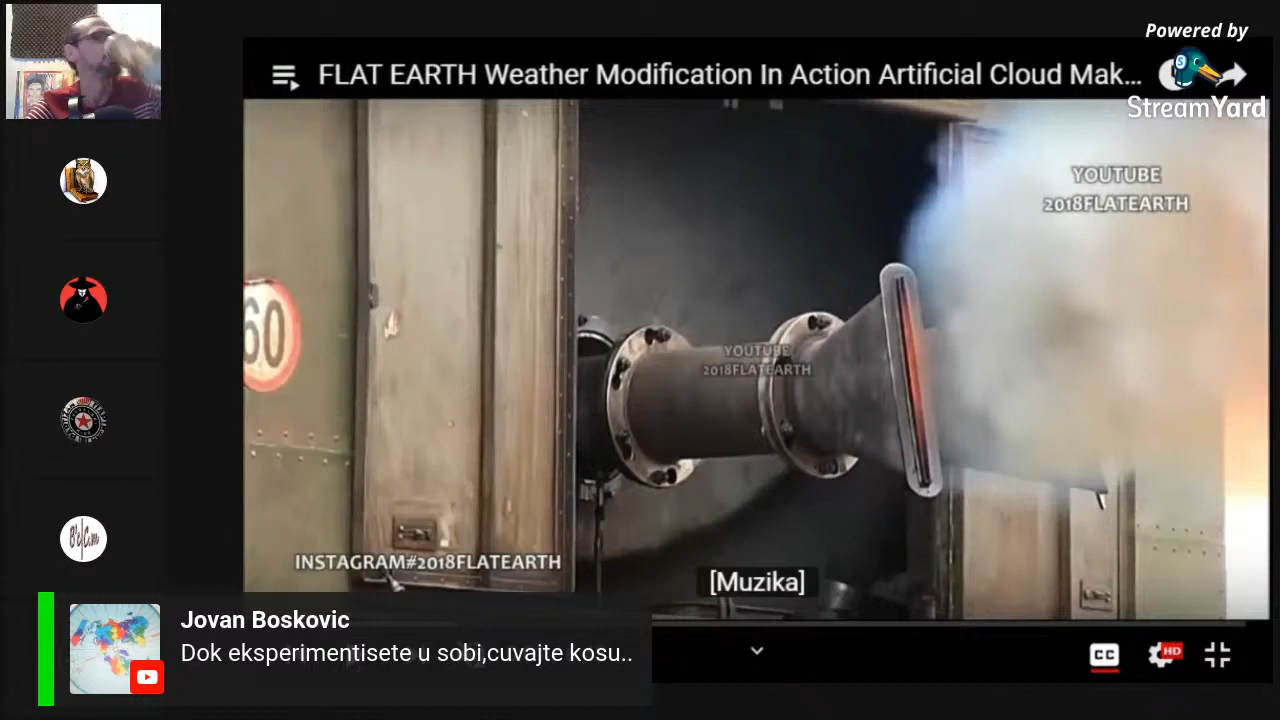 Powered by
StreamYard
FLAT EARTH Weather Modification In Action Artificial Cloud Mak...
YOUTUBE
2018FLATEARTH
60
YOUTUBE
2018FLATEARTH
INSTAGRAM#2018FLATEARTH
[Muzika]
Jovan Boskovic
Dok eksperimentisete u sobi,cuvajte kosu..
CC
HD